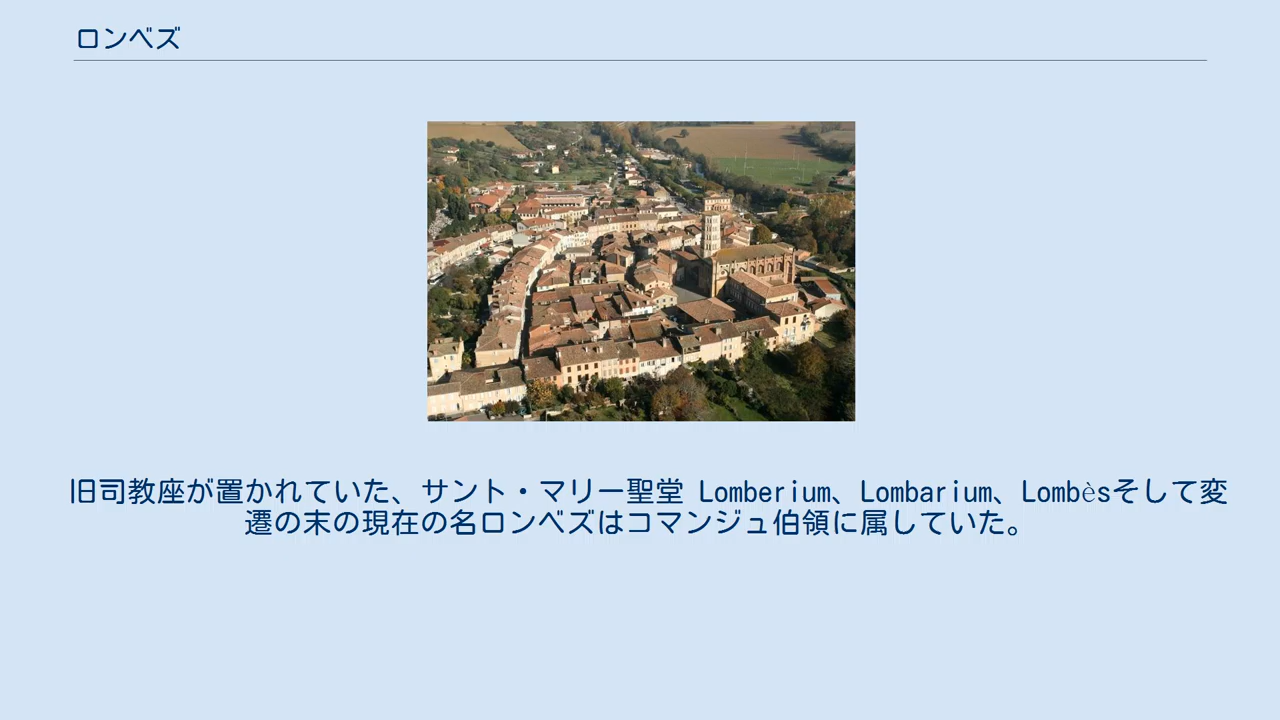 ロンベズ
旧司教座が置かれていた、サント・マリー聖堂 Lomberium、Lombarium、Lombèsそして変
遷の末の現在の名ロンベズはコマンジュ伯領に属していた。